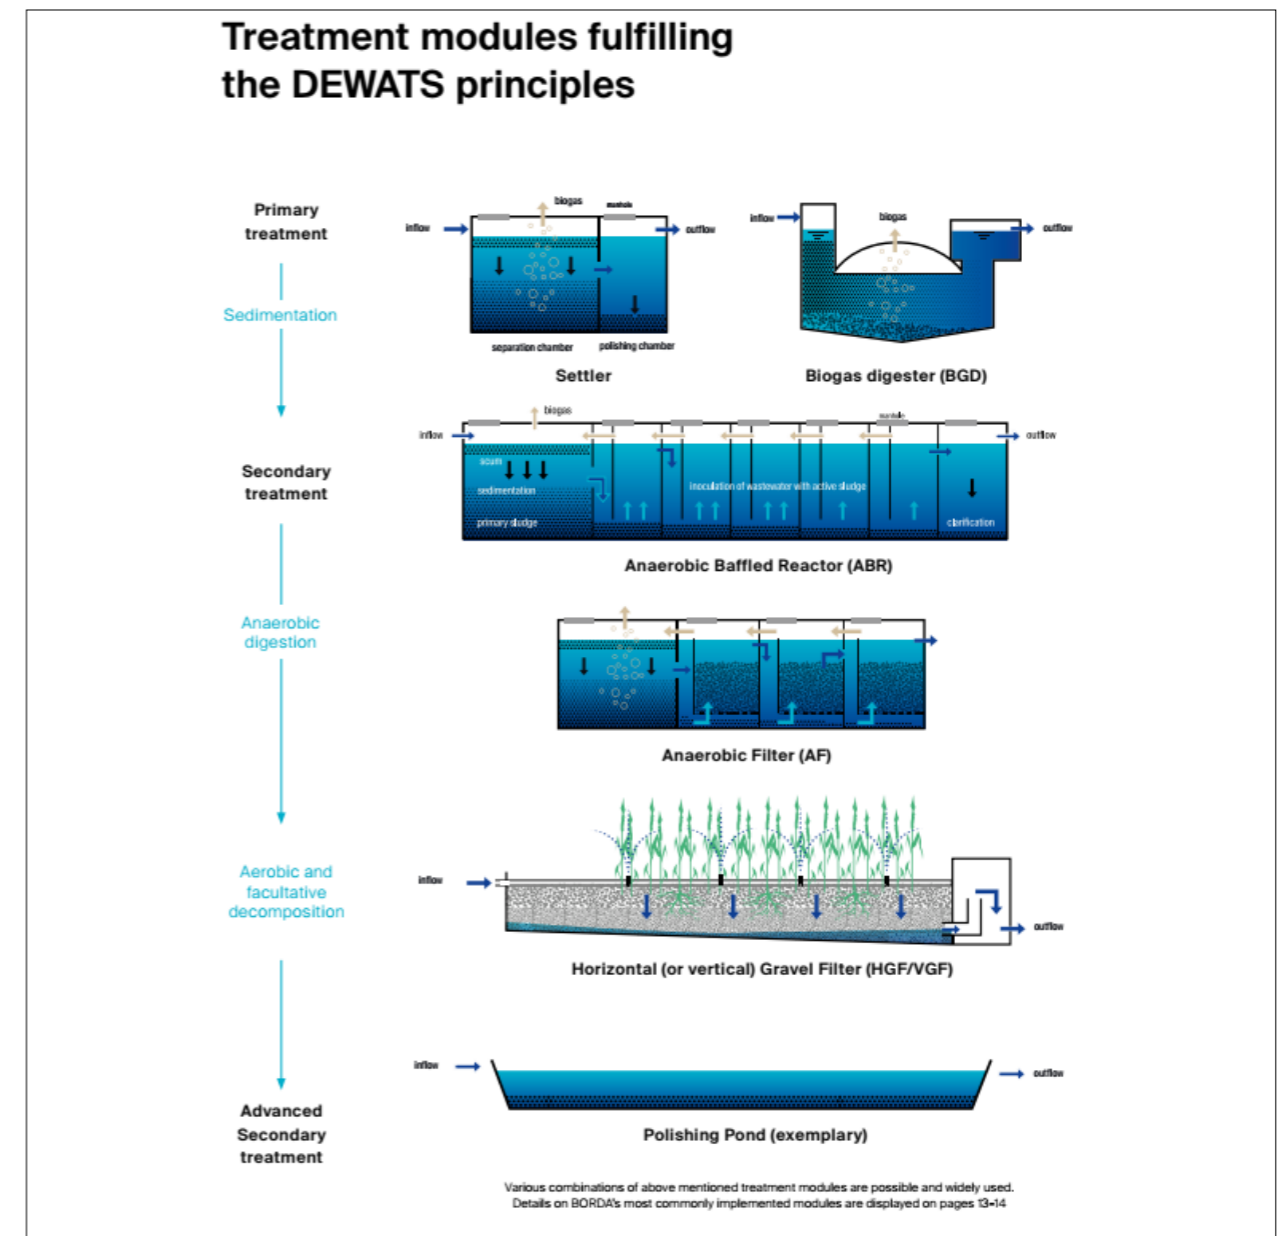 Treatment modules fulfilling
the DEWATS principles
Primary
treatment
Sedimentation
Secondary
treatment
Anaerobic
digestion
Aerobic and
facultative
decomposition
Advanced
Secondary
treatment
inflow
biogas
manhole
outflow
separation chamber
polishing chamber
Settler
inflow
biogas
outflow
Biogas digester (BGD)
inflow
biogas
manhole
outflow
scum
sedimentation
primary sludge
inoculation of wastewater with active sludge
clarification
Anaerobic Baffled Reactor (ABR)
Anaerobic Filter (AF)
inflow
outflow
Horizontal (or vertical) Gravel Filter (HGF/VGF)
inflow
outflow
Polishing Pond (exemplary)
Various combinations of above mentioned treatment modules are possible and widely used.
Details on BORDA's most commonly implemented modules are displayed on pages 13–14